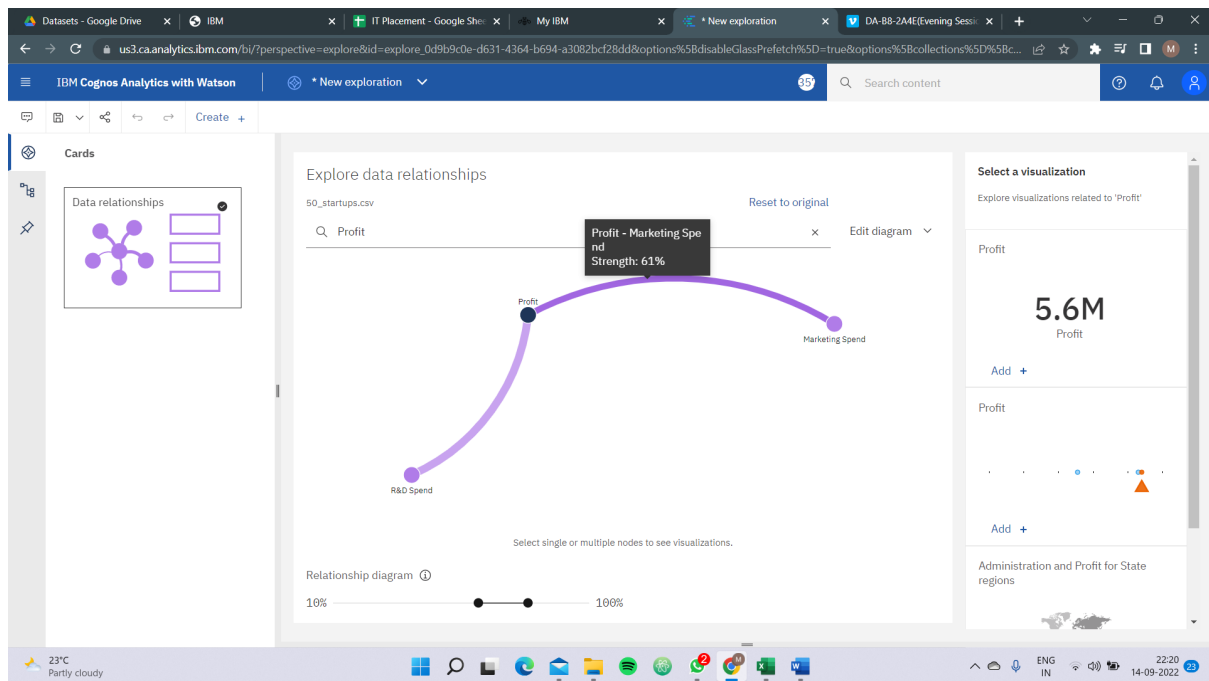 Datasets - Google Drive
IBM
IT Placement - Google Shee
My IBM
* New exploration
DA-B8-2A4E(Evening Sessio
us3.ca.analytics.ibm.com/bi/?perspective=explore&id=explore_0d9b9c0e-d631-4364-b694-a3082bcf28dd&options%5BdisableGlassPrefetch%5D=true&options%5Bcollections%5D%5Bc...
M
IBM Cognos Analytics with Watson
* New exploration
Search content
Create +
Cards
Data relationships
Explore data relationships
50_startups.csv
Reset to original
Profit
Edit diagram
Profit - Marketing Spe
nd
Strength: 61%
Profit
Marketing Spend
R&D Spend
Select single or multiple nodes to see visualizations.
Relationship diagram
10%
100%
Select a visualization
Explore visualizations related to 'Profit'
Profit
5.6M
Profit
Add +
Profit
Add +
Administration and Profit for State
regions
23°C
Partly cloudy
2
M
ENG
IN
22:20
14-09-2022
23